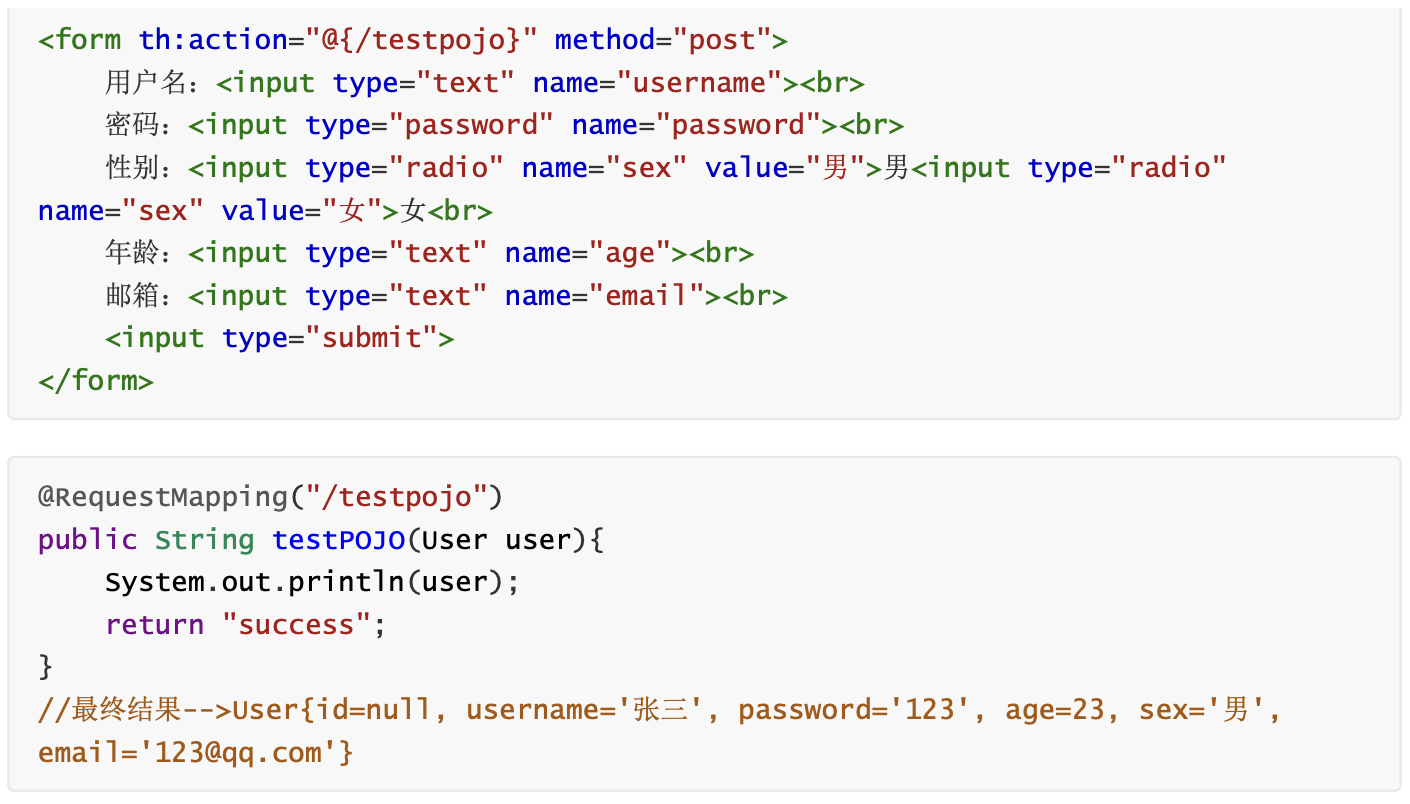 <form th:action="@{/testpojo}" method="post">
    用户名：<input type="text" name="username"><br>
    密码：<input type="password" name="password"><br>
    性别：<input type="radio" name="sex" value="男">男<input type="radio"
name="sex" value="女">女<br>
    年龄：<input type="text" name="age"><br>
    邮箱：<input type="text" name="email"><br>
    <input type="submit">
</form>
@RequestMapping("/testpojo")
public String testPOJO(User user){
    System.out.println(user);
    return "success";
}
//最终结果-->User{id=null, username='张三', password='123', age=23, sex='男',
email='123@qq.com'}